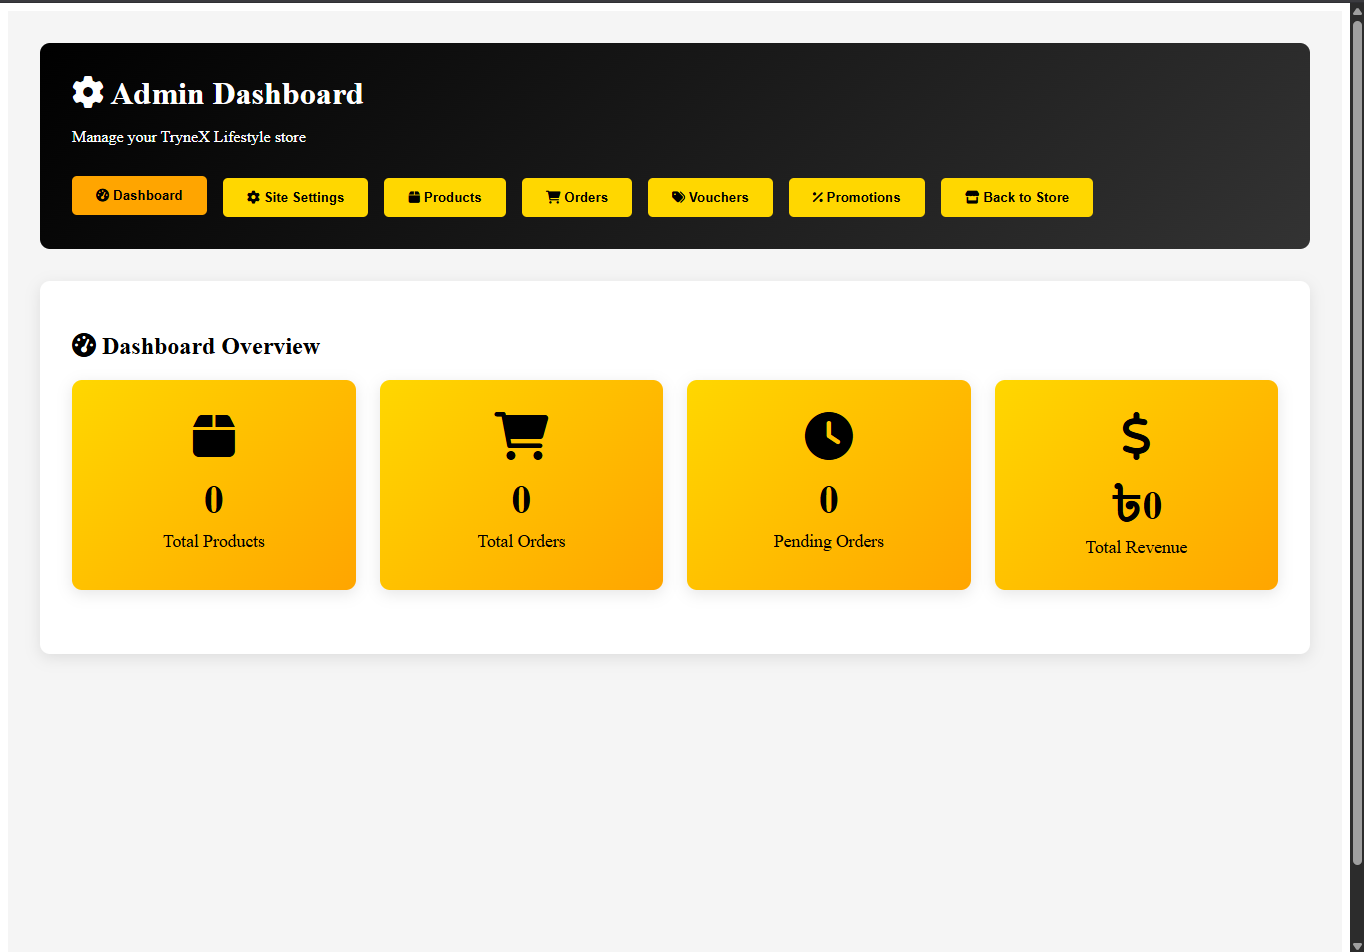 Admin Dashboard
Manage your TryneX Lifestyle store
Dashboard Site Settings Products Orders Vouchers Promotions Back to Store
Dashboard Overview
0 0 0 ৳0
Total Products Total Orders Pending Orders Total Revenue